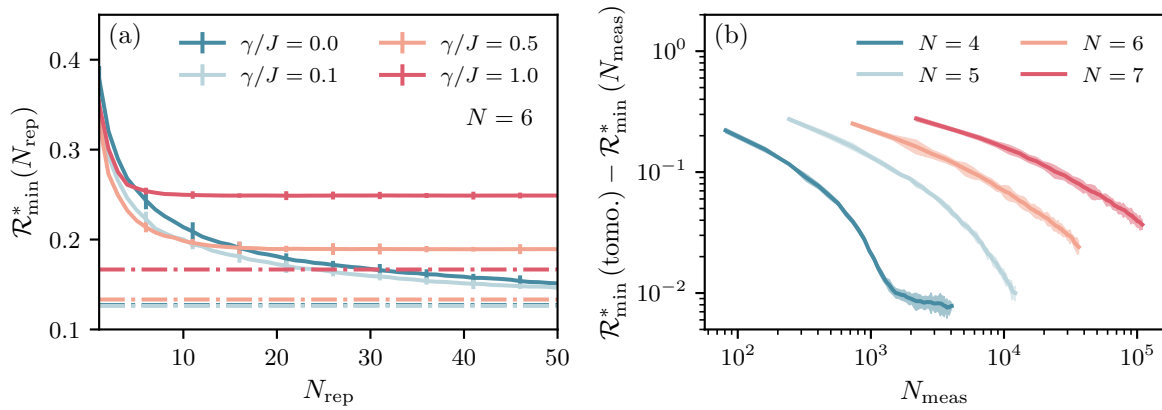 (a)
γ/J = 0.0
γ/J = 0.1
γ/J = 0.5
γ/J = 1.0
N = 6
0.4
0.3
0.2
0.1
10
20
30
40
50
R*min(Nrep)
Nrep
(b)
N = 4
N = 5
N = 6
N = 7
10^0
10^−1
10^−2
10^2
10^3
10^4
10^5
R*min(tomo.) − R*min(Nmeas)
Nmeas